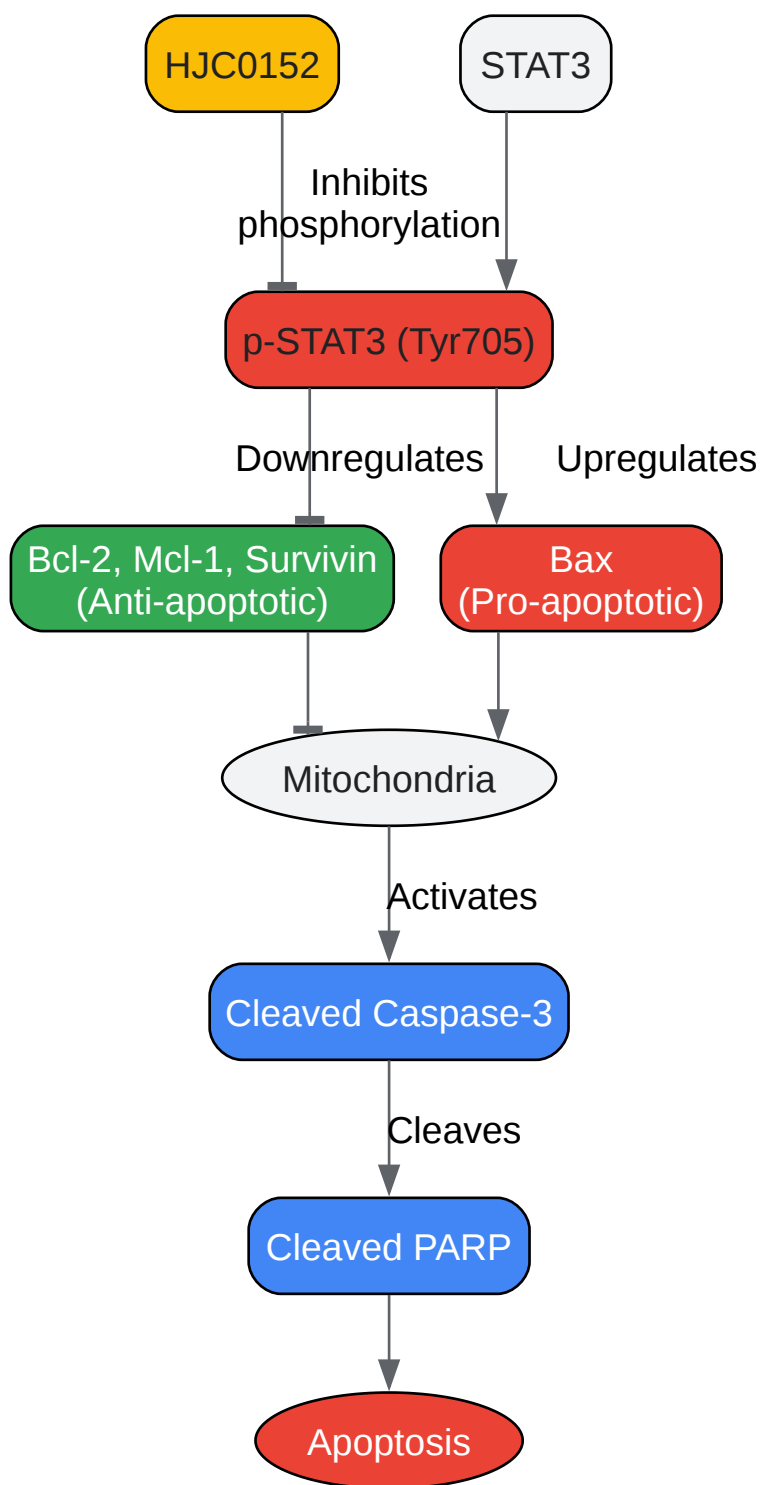 HJC0152
STAT3
Inhibits
phosphorylation
p-STAT3 (Tyr705)
Downregulates
Upregulates
Bcl-2, Mcl-1, Survivin
(Anti-apoptotic)
Bax
(Pro-apoptotic)
Mitochondria
Activates
Cleaved Caspase-3
Cleaves
Cleaved PARP
Apoptosis